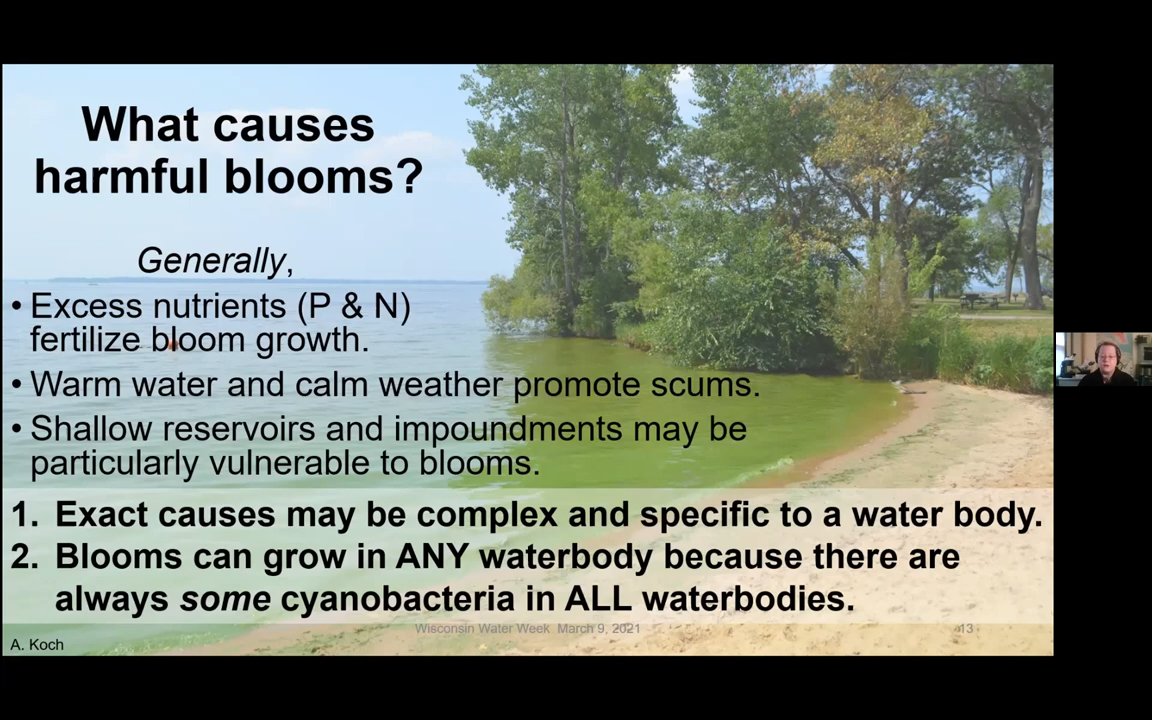 What causes
harmful blooms?
Generally,
• Excess nutrients (P & N)
fertilize bloom growth.
• Warm water and calm weather promote scums.
• Shallow reservoirs and impoundments may be
particularly vulnerable to blooms.
1. Exact causes may be complex and specific to a water body.
2. Blooms can grow in ANY waterbody because there are
always some cyanobacteria in ALL waterbodies.
Wisconsin Water Week March 9, 2021
13
A. Koch